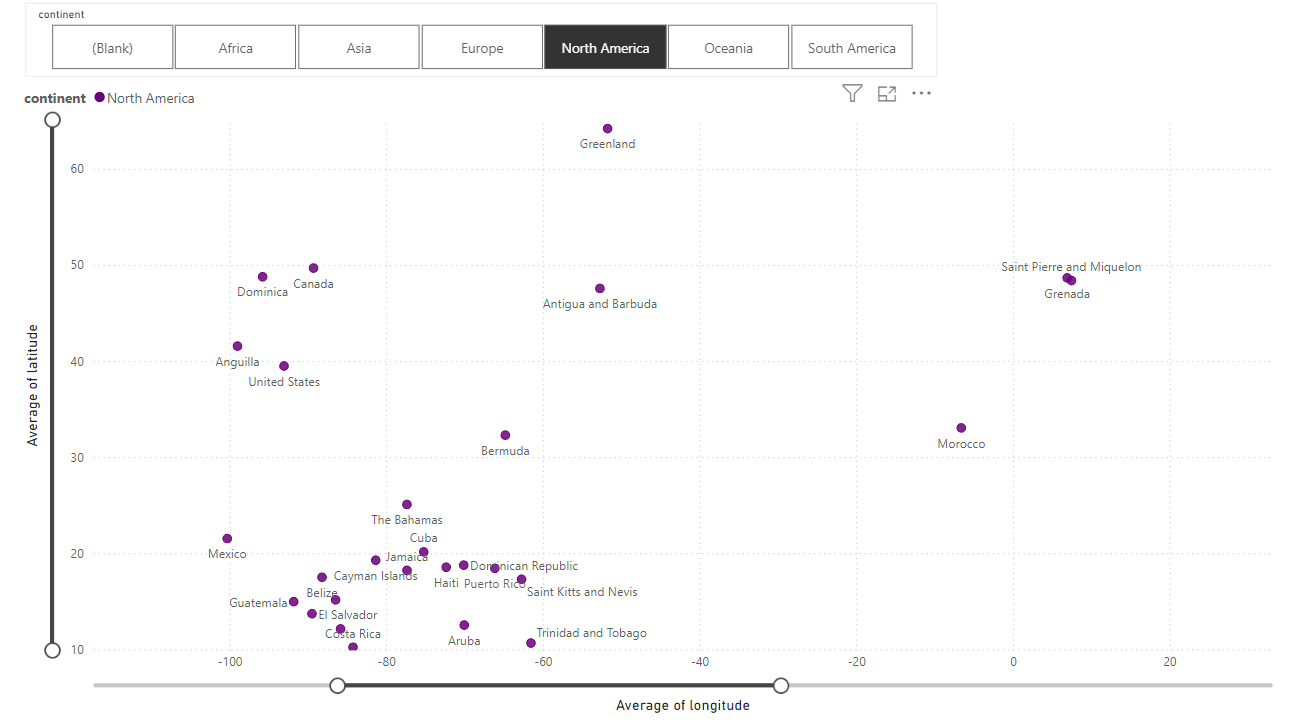 continent
(Blank)
Africa
Asia
Europe
North America
Oceania
South America
continent North America
60
50
40
30
20
10
Average of latitude
Greenland
Saint Pierre and Miquelon
Canada
Dominica
Grenada
Antigua and Barbuda
Anguilla
United States
Morocco
Bermuda
The Bahamas
Cuba
Mexico
Jamaica
Dominican Republic
Cayman Islands
Haiti
Puerto Rico
Belize
Saint Kitts and Nevis
Guatemala
El Salvador
Costa Rica
Trinidad and Tobago
Aruba
-100
-80
-60
-40
-20
0
20
Average of longitude